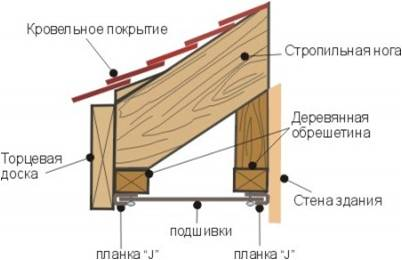 Кровельное покрытие
Стропильная нога
Деревянная
обрешетина
Торцевая
доска
Стена здания
подшивки
планка “J”
планка “J”